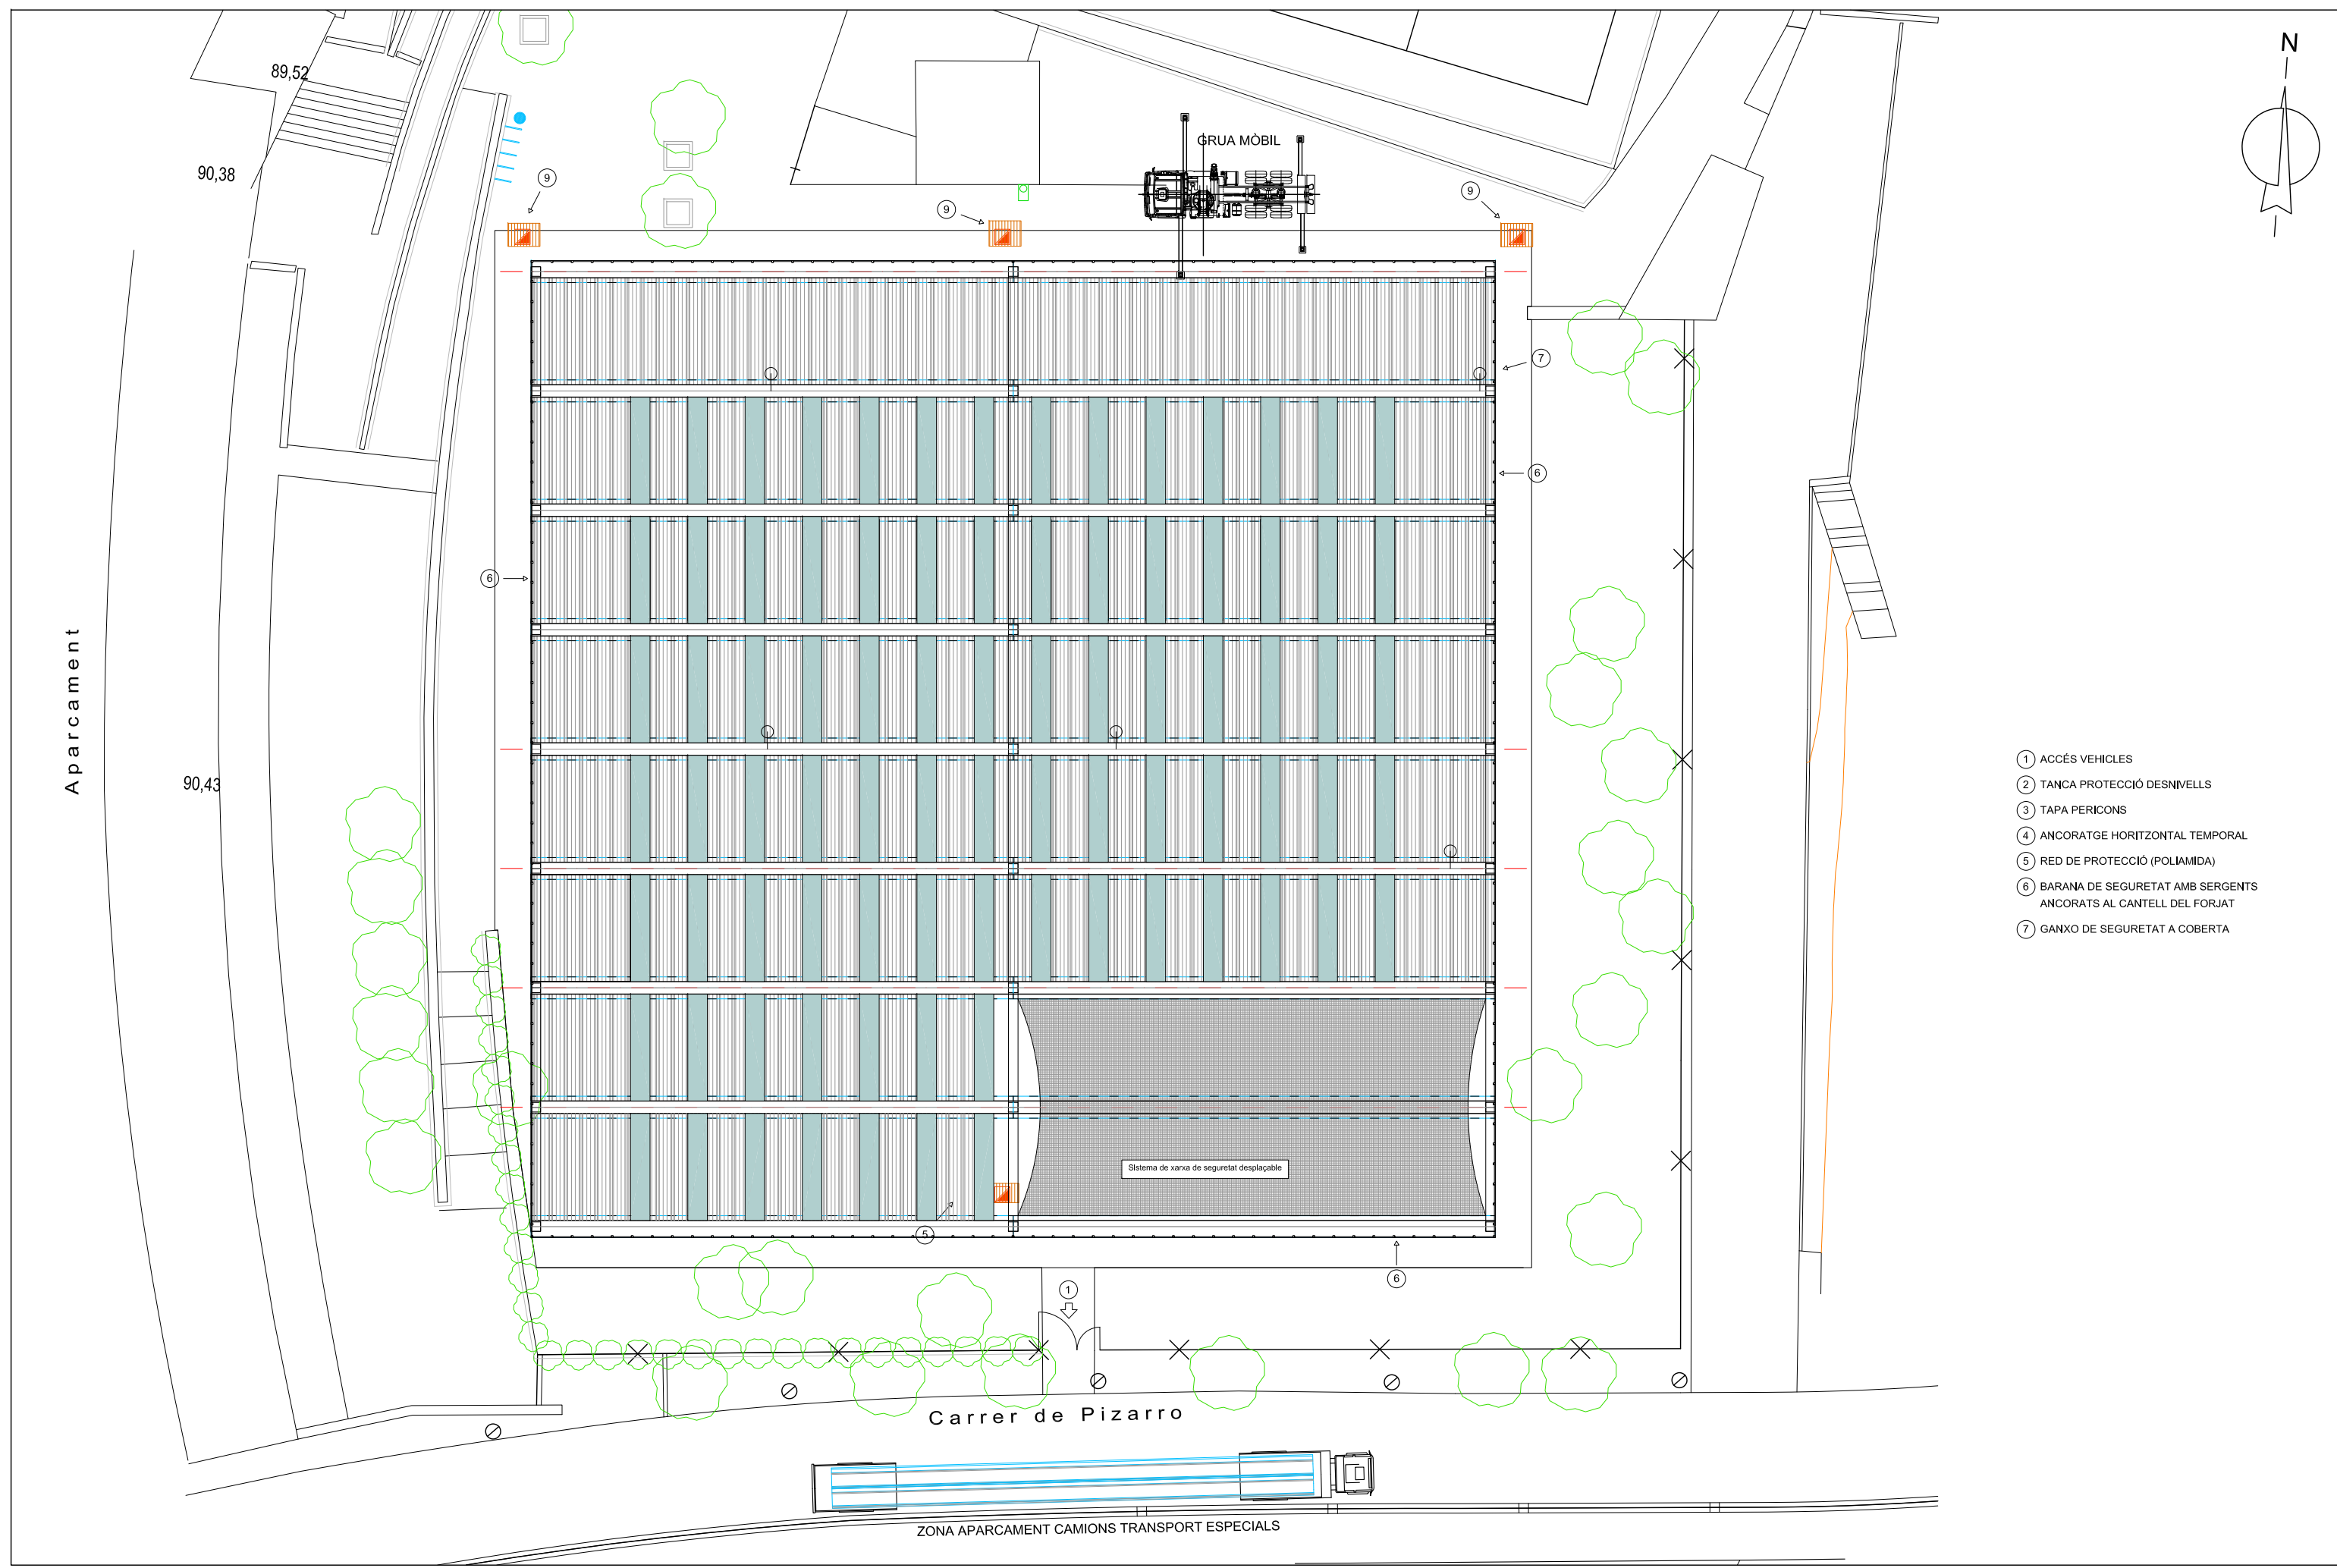 N
89,52
GRUA MÒBIL
90,38
9
9
9
7
6
6
Aparcament
90,43
1 ACCÉS VEHICLES
2 TANCA PROTECCIÓ DESNIVELLS
3 TAPA PERICONS
4 ANCORATGE HORITZONTAL TEMPORAL
5 RED DE PROTECCIÓ (POLIAMIDA)
6 BARANA DE SEGURETAT AMB SERGENTS
ANCORATS AL CANTELL DEL FORJAT
7 GANXO DE SEGURETAT A COBERTA
Sistema de xarxa de seguretat desplaçable
5
6
1
Carrer de Pizarro
ZONA APARCAMENT CAMIONS TRANSPORT ESPECIALS